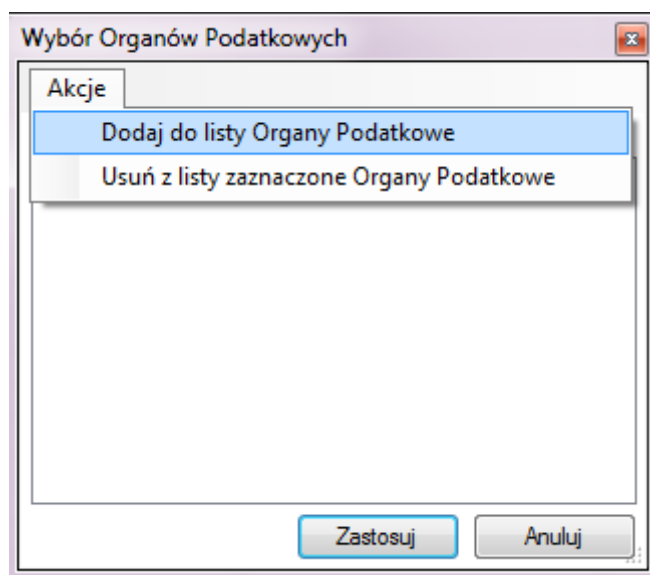 Wybór Organów Podatkowych
Akcje
Dodaj do listy Organy Podatkowe
Usuń z listy zaznaczone Organy Podatkowe
Zastosuj
Anuluj